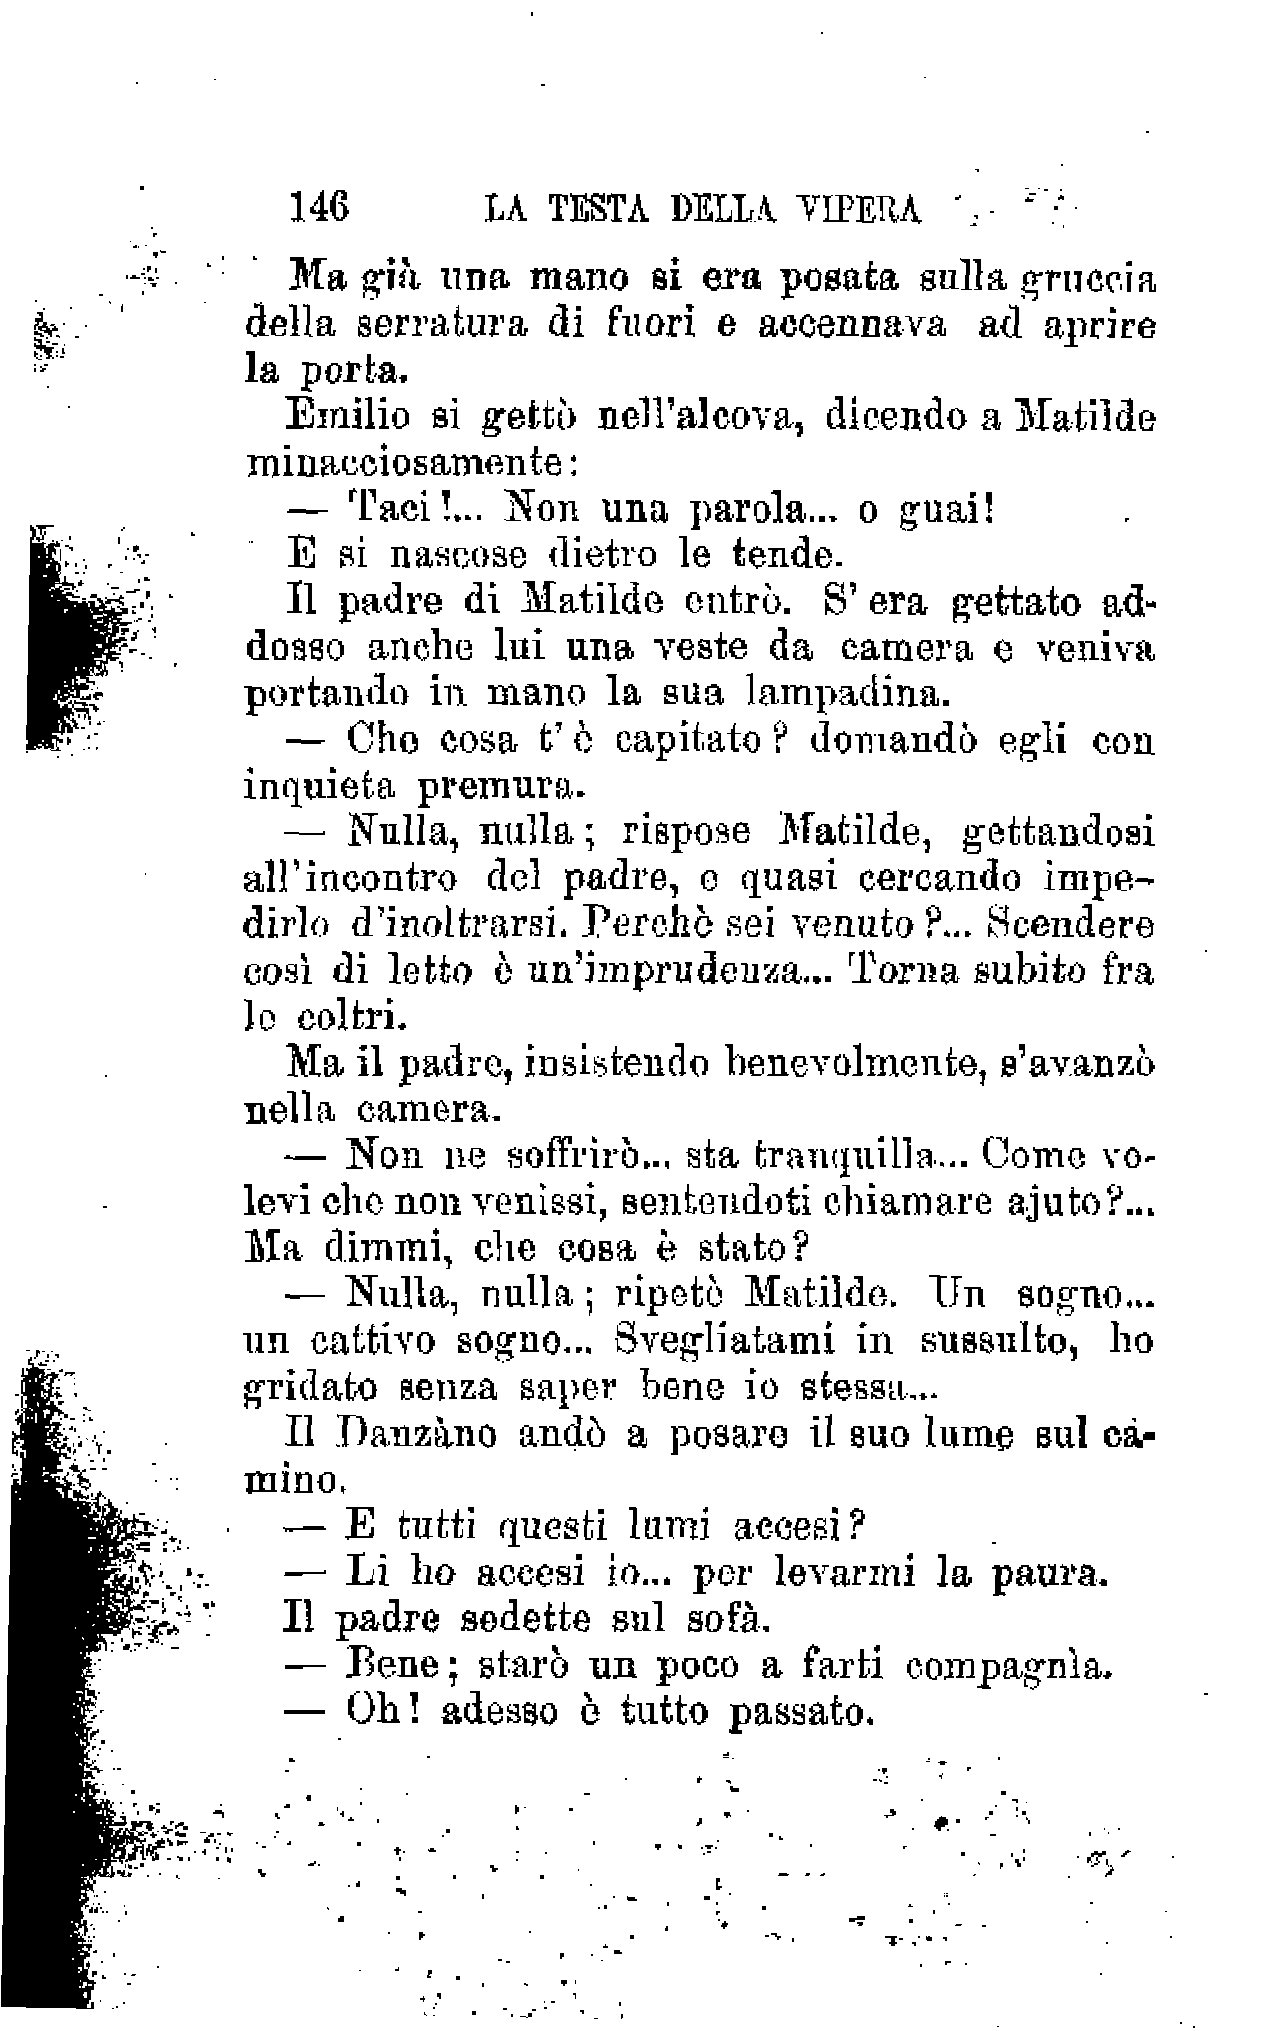 146 LA TESTA DELLA VIPERA
Ma già una mano si era posata sulla gruccia
della serratura di fuori e accennava ad aprire
la porta.
Emilio si gettò nell'alcova, dicendo a Matilde
minacciosamente:
— Taci!... Non una parola... o guai!
E si nascose dietro le tende.
Il padre di Matilde entrò. S'era gettato ad-
dosso anche lui una veste da camera e veniva
portando in mano la sua lampadina.
— Che cosa t'è capitato? domandò egli con
inquieta premura.
— Nulla, nulla; rispose Matilde, gettandosi
all'incontro del padre, e quasi cercando impe-
dirlo d'inoltrarsi. Perchè sei venuto?... Scendere
così di letto è un'imprudenza... Torna subito fra
le coltri.
Ma il padre, insistendo benevolmente, s'avanzò
nella camera.
— Non ne soffrirò... sta tranquilla... Come vo-
levi che non venissi, sentendoti chiamare ajuto?...
Ma dimmi, che cosa è stato?
— Nulla, nulla; ripetè Matilde. Un sogno...
un cattivo sogno... Svegliatami in sussulto, ho
gridato senza saper bene io stessa...
Il Danzàno andò a posare il suo lume sul ca-
mino.
— E tutti questi lumi accesi?
— Li ho accesi io... per levarmi la paura.
Il padre sedette sul sofà.
— Bene; starò un poco a farti compagnìa.
— Oh! adesso è tutto passato.